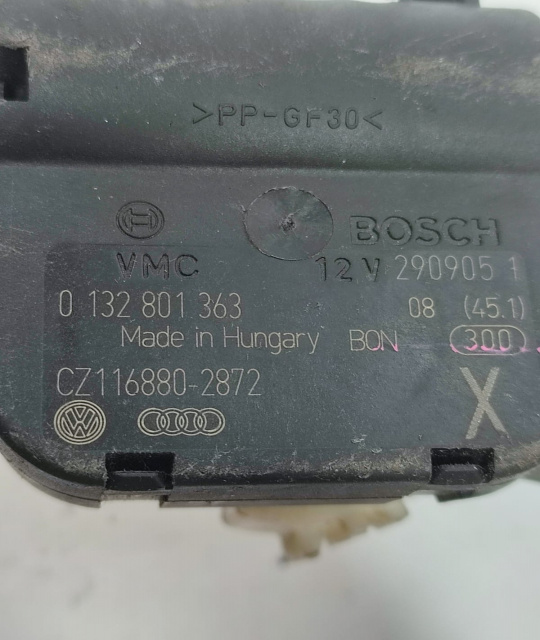 >PP-GF30<
BOSCH
VMC 12V 290905 1
0 132 801 363 08 (45.1)
Made in Hungary BON 300
CZ116880-2872
X